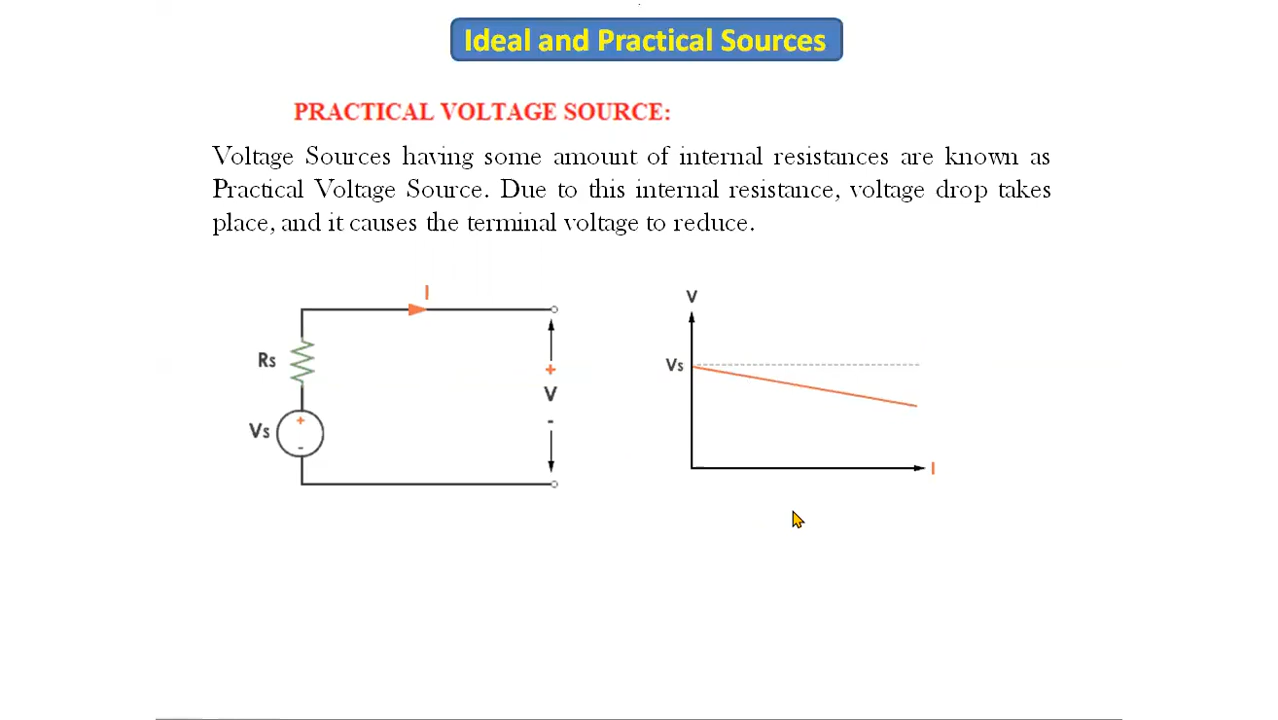 Ideal and Practical Sources
PRACTICAL VOLTAGE SOURCE:
Voltage Sources having some amount of internal resistances are known as
Practical Voltage Source. Due to this internal resistance, voltage drop takes
place, and it causes the terminal voltage to reduce.
I
Rs
Vs
+
-
+
V
-
V
Vs
I